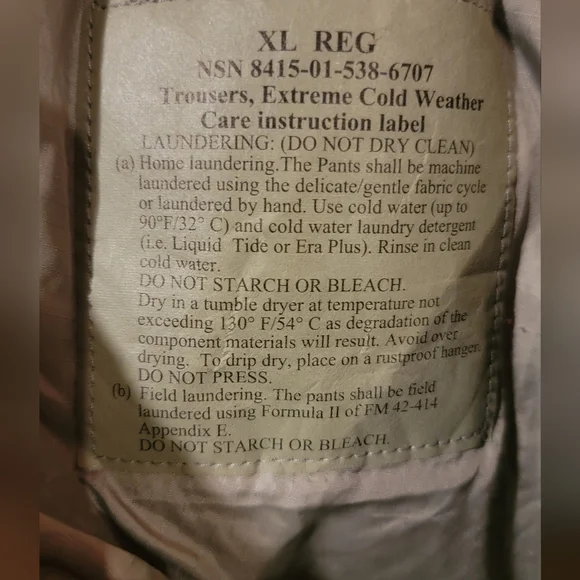 XL REG
NSN 8415-01-538-6707
Trousers, Extreme Cold Weather
Care instruction label
LAUNDERING: (DO NOT DRY CLEAN)
(a) Home laundering. The Pants shall be machine
laundered using the delicate/gentle fabric cycle
or laundered by hand. Use cold water (up to
90°F/32° C) and cold water laundry detergent
(i.e. Liquid Tide or Era Plus). Rinse in clean
cold water.
DO NOT STARCH OR BLEACH.
Dry in a tumble dryer at temperature not
exceeding 130° F/54° C as degradation of the
component materials will result. Avoid over
drying. To drip dry, place on a rustproof hanger.
DO NOT PRESS.
(b) Field laundering. The pants shall be field
laundered using Formula II of FM 42-414
Appendix E.
DO NOT STARCH OR BLEACH.